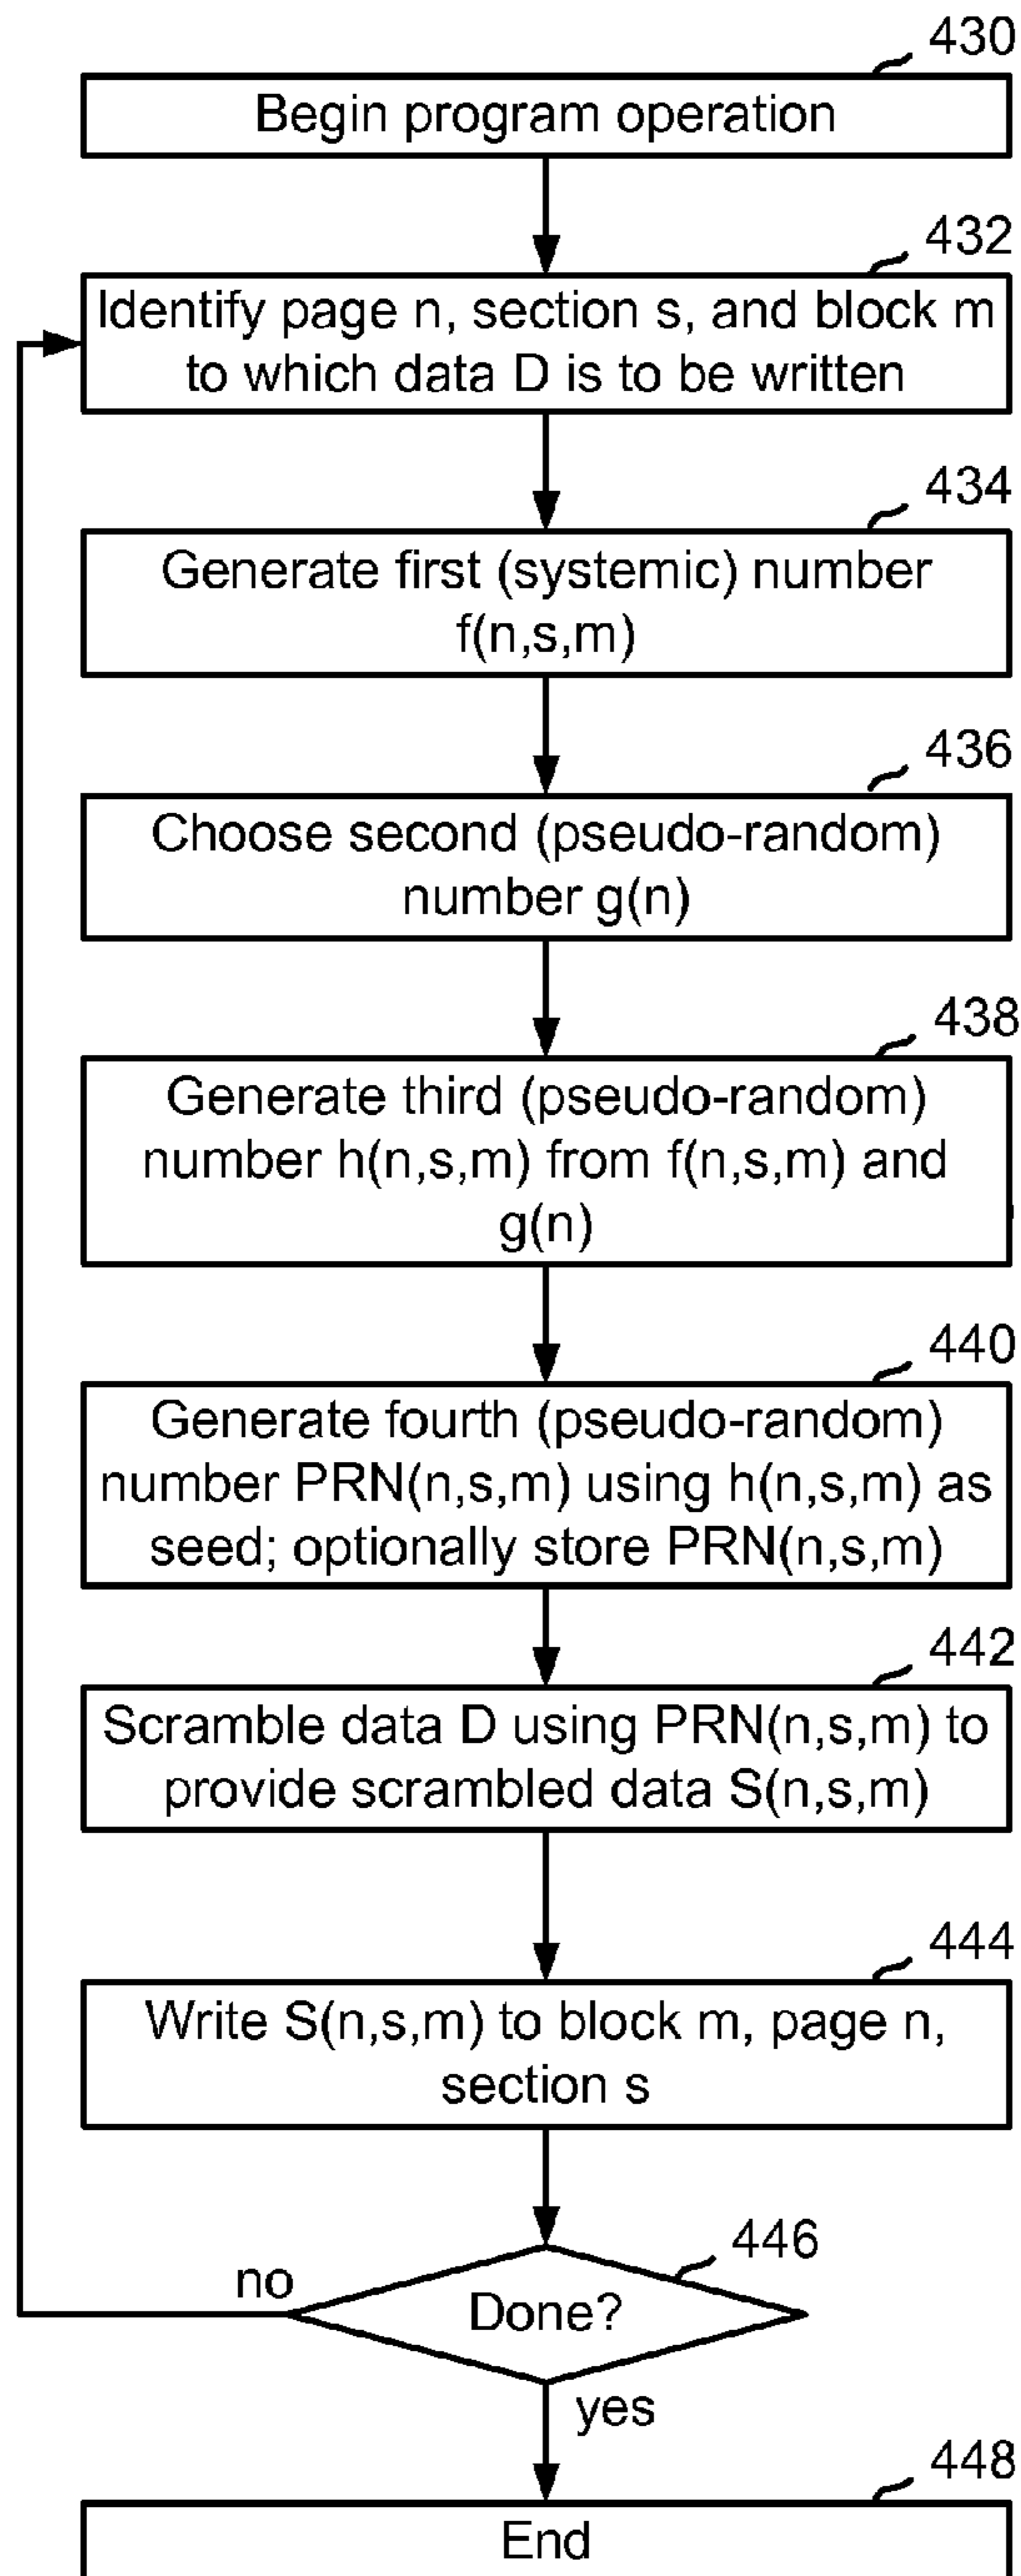 430
Begin program operation
432
Identify page n, section s, and block m
to which data D is to be written
434
Generate first (systemic) number
f(n,s,m)
436
Choose second (pseudo-random)
number g(n)
438
Generate third (pseudo-random)
number h(n,s,m) from f(n,s,m) and
g(n)
440
Generate fourth (pseudo-random)
number PRN(n,s,m) using h(n,s,m) as
seed; optionally store PRN(n,s,m)
442
Scramble data D using PRN(n,s,m) to
provide scrambled data S(n,s,m)
444
Write S(n,s,m) to block m, page n,
section s
446
no
Done?
yes
448
End